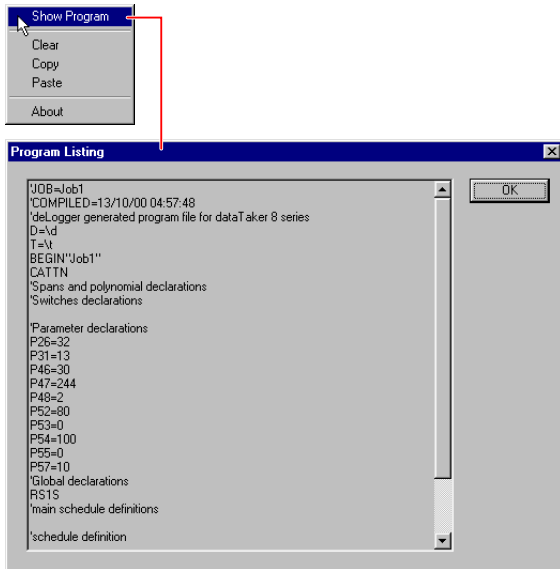 Show Program
Clear
Copy
Paste
About
Program Listing
OK
'JOB=Job1
'COMPILED=13/10/00 04:57:48
'deLogger generated program file for dataTaker 8 series
D=\d
T=\t
BEGIN"Job1"
CATTN
'Spans and polynomial declarations
'Switches declarations
'Parameter declarations
P26=32
P31=13
P46=30
P47=244
P48=2
P52=80
P53=0
P54=100
P55=0
P57=10
'Global declarations
RS1S
'main schedule definitions
'schedule definition